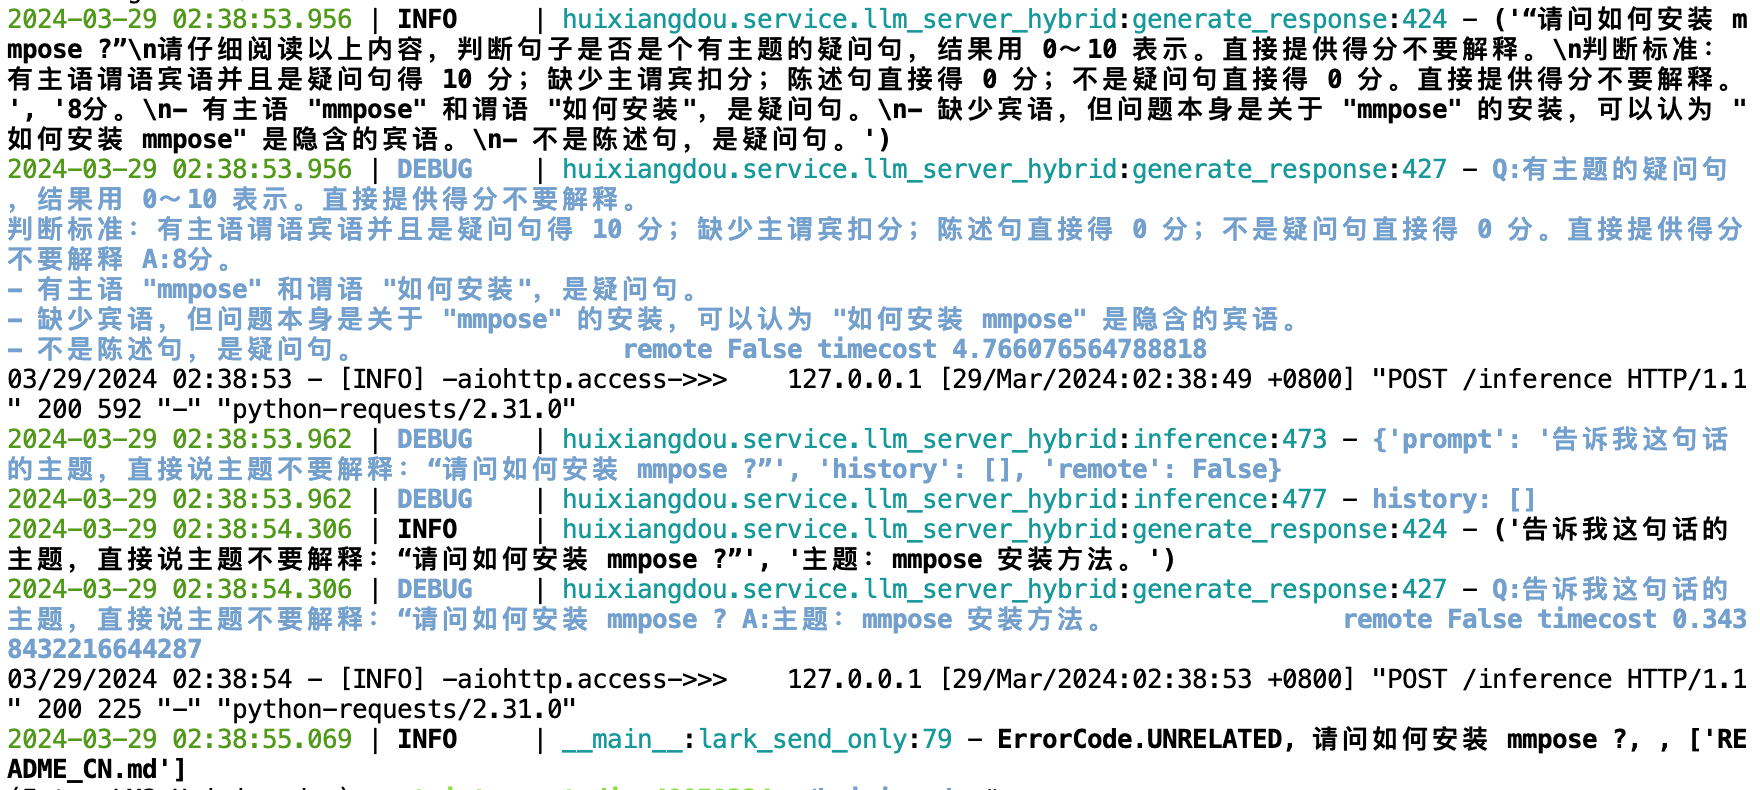 2024-03-29 02:38:53.956 | INFO     | huixiangdou.service.llm_server_hybrid:generate_response:424 - ('“请问如何安装 m
mpose ?”\n请仔细阅读以上内容，判断句子是否是个有主题的疑问句，结果用 0～10 表示。直接提供得分不要解释。\n判断标准：
有主语谓语宾语并且是疑问句得 10 分；缺少主谓宾扣分；陈述句直接得 0 分；不是疑问句直接得 0 分。直接提供得分不要解释。
', '8分。\n- 有主语 "mmpose" 和谓语 "如何安装"，是疑问句。\n- 缺少宾语，但问题本身是关于 "mmpose" 的安装，可以认为 "
如何安装 mmpose" 是隐含的宾语。\n- 不是陈述句，是疑问句。')
2024-03-29 02:38:53.956 | DEBUG    | huixiangdou.service.llm_server_hybrid:generate_response:427 - Q:有主题的疑问句
，结果用 0～10 表示。直接提供得分不要解释。
判断标准：有主语谓语宾语并且是疑问句得 10 分；缺少主谓宾扣分；陈述句直接得 0 分；不是疑问句直接得 0 分。直接提供得分
不要解释 A:8分。
- 有主语 "mmpose" 和谓语 "如何安装"，是疑问句。
- 缺少宾语，但问题本身是关于 "mmpose" 的安装，可以认为 "如何安装 mmpose" 是隐含的宾语。
- 不是陈述句，是疑问句。                 remote False timecost 4.766076564788818
03/29/2024 02:38:53 - [INFO] -aiohttp.access->>>    127.0.0.1 [29/Mar/2024:02:38:49 +0800] "POST /inference HTTP/1.1
" 200 592 "-" "python-requests/2.31.0"
2024-03-29 02:38:53.962 | DEBUG    | huixiangdou.service.llm_server_hybrid:inference:473 - {'prompt': '告诉我这句话
的主题，直接说主题不要解释：“请问如何安装 mmpose ?”', 'history': [], 'remote': False}
2024-03-29 02:38:53.962 | DEBUG    | huixiangdou.service.llm_server_hybrid:inference:477 - history: []
2024-03-29 02:38:54.306 | INFO     | huixiangdou.service.llm_server_hybrid:generate_response:424 - ('告诉我这句话的
主题，直接说主题不要解释：“请问如何安装 mmpose ?”', '主题：mmpose 安装方法。')
2024-03-29 02:38:54.306 | DEBUG    | huixiangdou.service.llm_server_hybrid:generate_response:427 - Q:告诉我这句话的
主题，直接说主题不要解释：“请问如何安装 mmpose ? A:主题：mmpose 安装方法。                remote False timecost 0.343
8432216644287
03/29/2024 02:38:54 - [INFO] -aiohttp.access->>>    127.0.0.1 [29/Mar/2024:02:38:53 +0800] "POST /inference HTTP/1.1
" 200 225 "-" "python-requests/2.31.0"
2024-03-29 02:38:55.069 | INFO     | __main__:lark_send_only:79 - ErrorCode.UNRELATED, 请问如何安装 mmpose ?, , ['RE
ADME_CN.md']